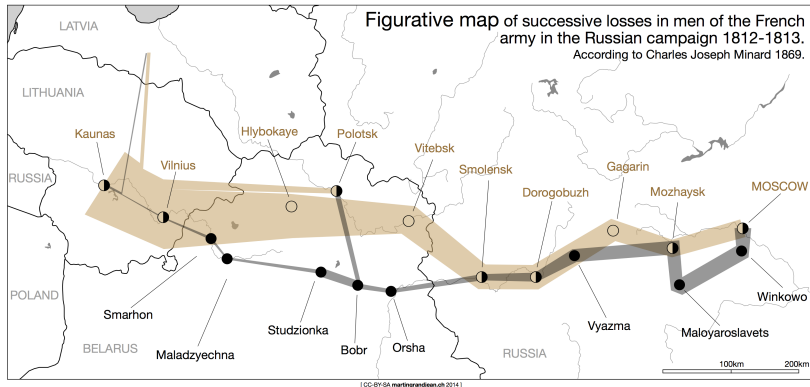 Figurative map of successive losses in men of the French
army in the Russian campaign 1812-1813.
According to Charles Joseph Minard 1869.
LATVIA
LITHUANIA
Kaunas
Hlybokaye
Polotsk
Vitebsk
Vilnius
Smolensk
Gagarin
Dorogobuzh
Mozhaysk
MOSCOW
RUSSIA
POLAND
Smarhon
Maladzyechna
Studzionka
Bobr
Orsha
Vyazma
Maloyaroslavets
Winkowo
BELARUS
RUSSIA
100km
200km
[ CC-BY-SA martingrandjean.ch 2014 ]